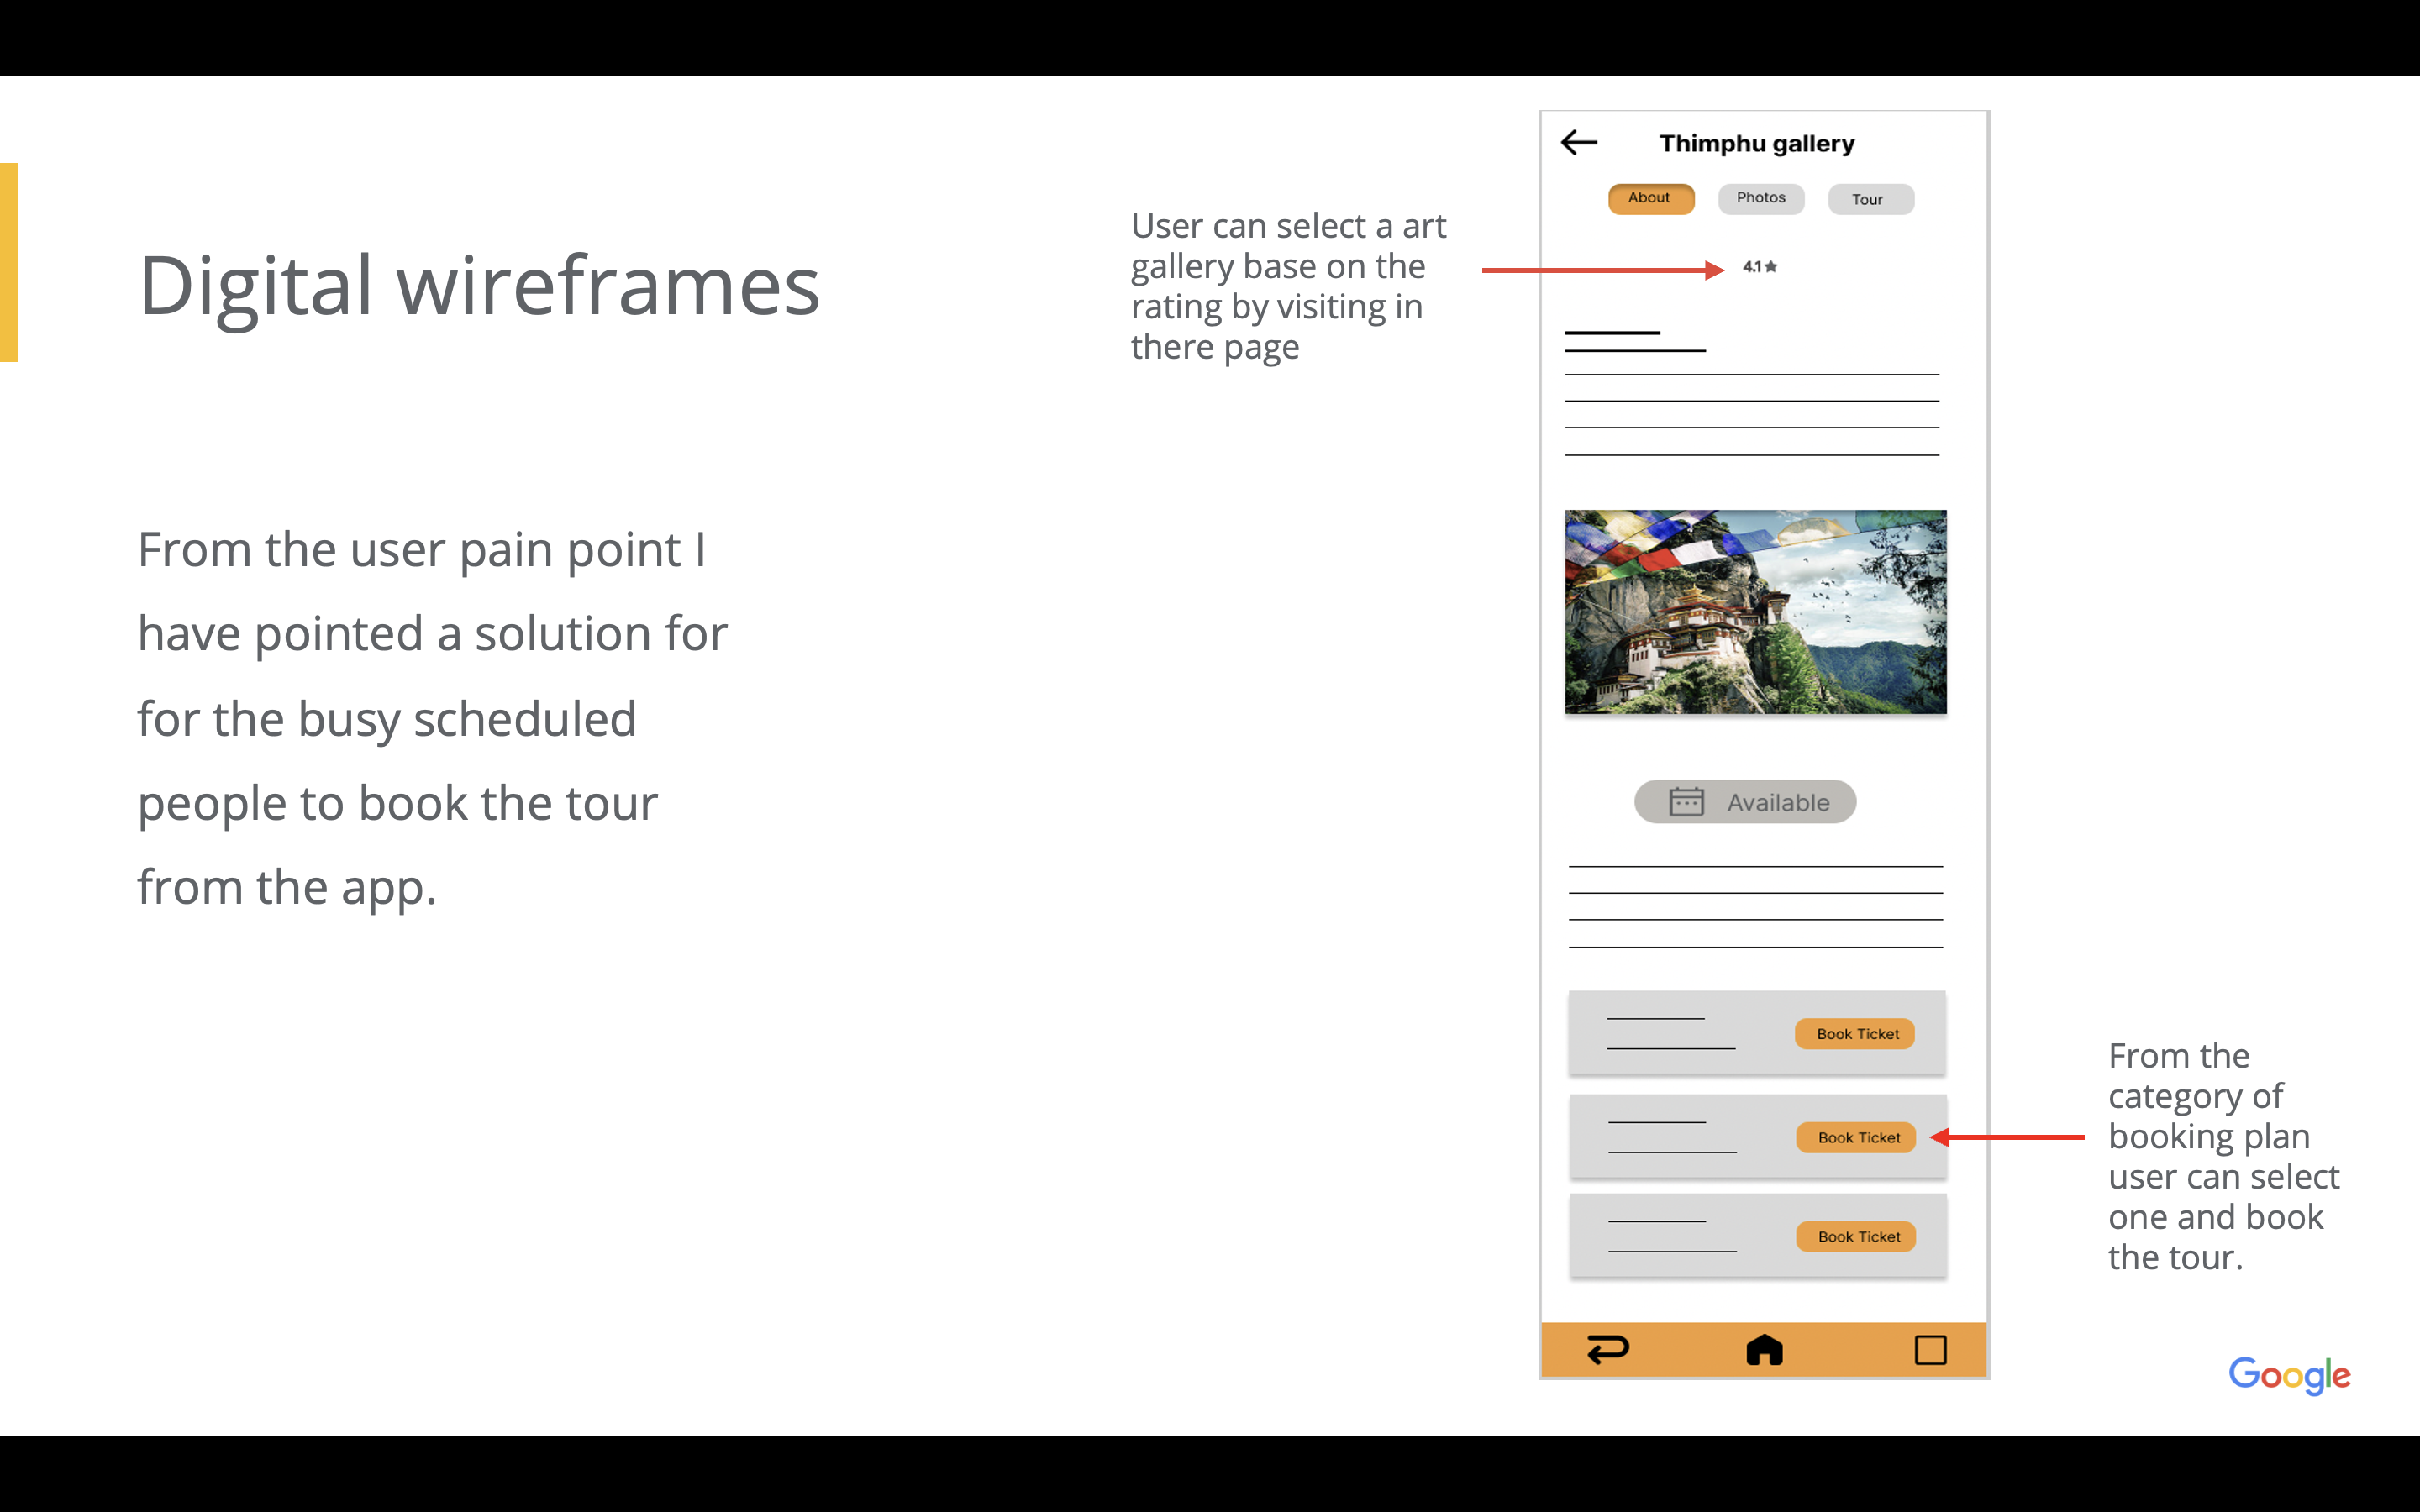 Digital wireframes
From the user pain point I
have pointed a solution for
for the busy scheduled
people to book the tour
from the app.
User can select a art
gallery base on the
rating by visiting in
there page
Thimphu gallery
About
Photos
Tour
4.1★
Available
Book Ticket
Book Ticket
Book Ticket
From the
category of
booking plan
user can select
one and book
the tour.
Google